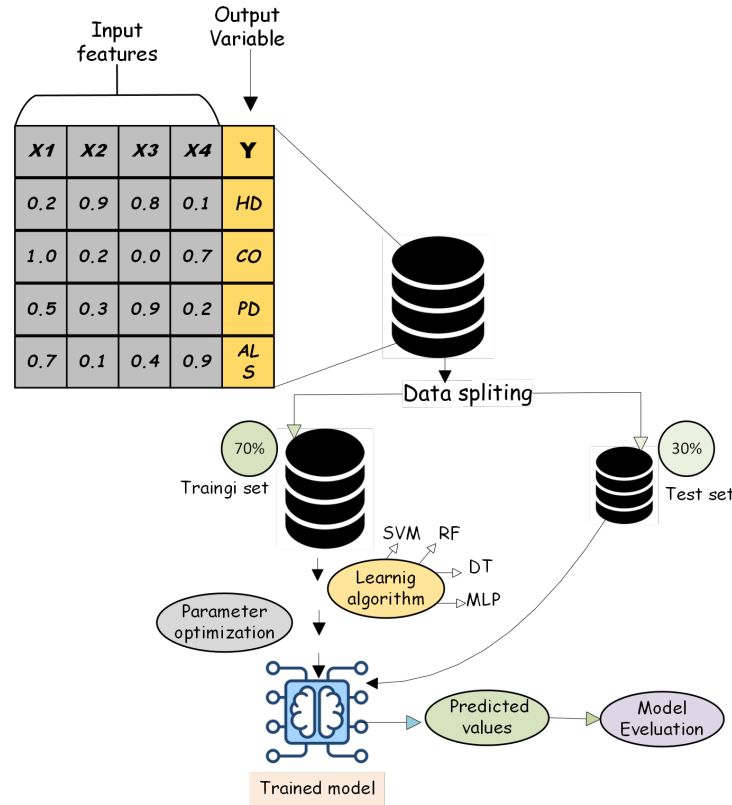 Input
features
Output
Variable
X1 X2 X3 X4 Y
0.2 0.9 0.8 0.1 HD
1.0 0.2 0.0 0.7 CO
0.5 0.3 0.9 0.2 PD
0.7 0.1 0.4 0.9 AL
S
Data spliting
70%
Traingi set
30%
Test set
SVM RF
DT
MLP
Learnig
algorithm
Parameter
optimization
Trained model
Predicted
values
Model
Eveluation